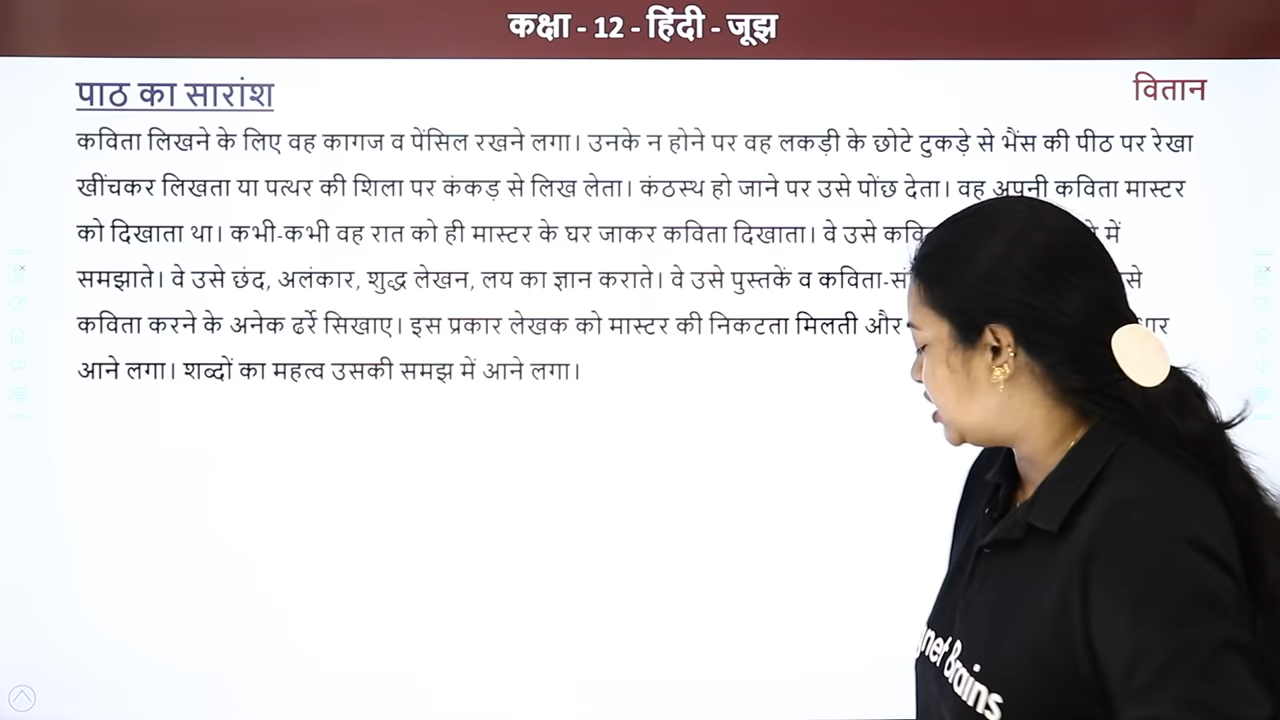 कक्षा - 12 - हिंदी - जूझ
पाठ का सारांश
वितान
कविता लिखने के लिए वह कागज व पेंसिल रखने लगा। उनके न होने पर वह लकड़ी के छोटे टुकड़े से भैंस की पीठ पर रेखा
खींचकर लिखता या पत्थर की शिला पर कंकड़ से लिख लेता। कंठस्थ हो जाने पर उसे पोंछ देता। वह अपनी कविता मास्टर
को दिखाता था। कभी-कभी वह रात को ही मास्टर के घर जाकर कविता दिखाता। वे उसे में
समझाते। वे उसे छंद, अलंकार, शुद्ध लेखन, लय का ज्ञान कराते। वे उसे पुस्तकें व
कविता करने के अनेक ढर्रे सिखाए। इस प्रकार लेखक को मास्टर की निकटता मिलती और
आने लगा। शब्दों का महत्व उसकी समझ में आने लगा।
Brains